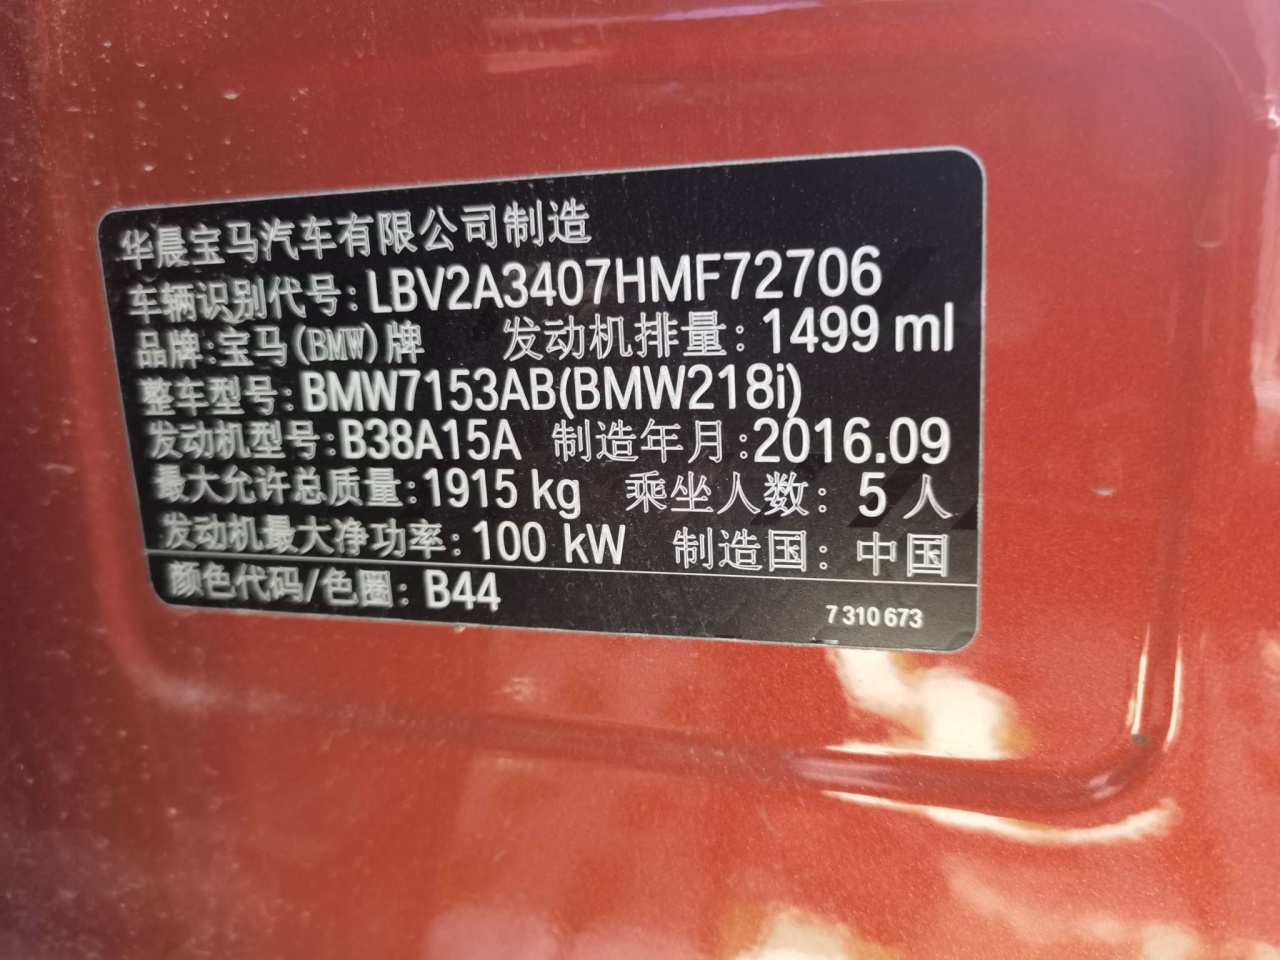 华晨宝马汽车有限公司制造
车辆识别代号:LBV2A3407HMF72706
品牌:宝马(BMW)牌 发动机排量:1499 ml
整车型号:BMW7153AB(BMW218i)
发动机型号:B38A15A 制造年月:2016.09
最大允许总质量:1915 kg 乘坐人数: 5 人
发动机最大净功率:100 kW 制造国: 中国
颜色代码/色圈: B44 7 310 673